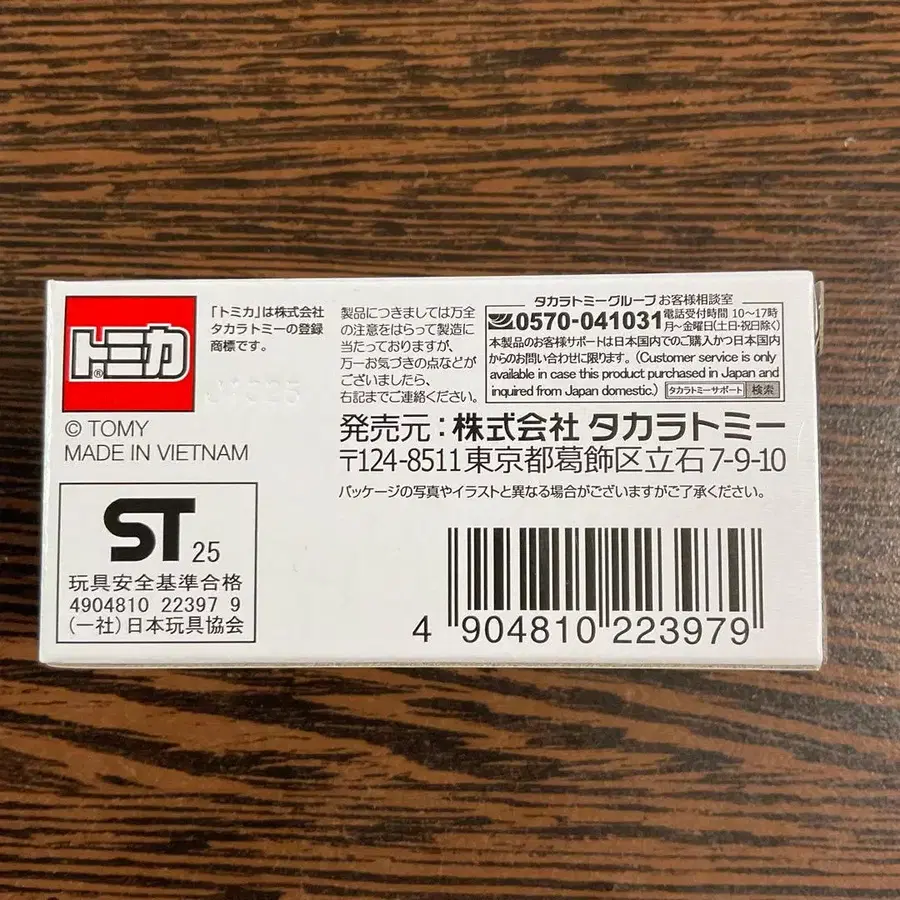 トミカ®
© TOMY
MADE IN VIETNAM
「トミカ」は株式会社
タカラトミーの登録
商標です。
製品につきましては万全
の注意をはらって製造に
当たっておりますが、
万一お気づきの点などが
ございましたら、
右記までご連絡ください。
タカラトミーグループ お客様相談室
0570-041031 電話受付時間 10〜17時
月〜金曜日(土・日・祝日除く)
本製品のお客様サポートは日本国内でのご購入かつ日本国内
からのお問い合わせに限ります。(Customer service is only
available in case this product purchased in Japan and
inquired from Japan domestic.) タカラトミーサポート 検索
発売元:株式会社 タカラトミー
〒124-8511東京都葛飾区立石7-9-10
パッケージの写真やイラストと異なる場合がございますがご了承ください。
ST 25
玩具安全基準合格
4904810 22397 9
(一社)日本玩具協会
4 904810 223979